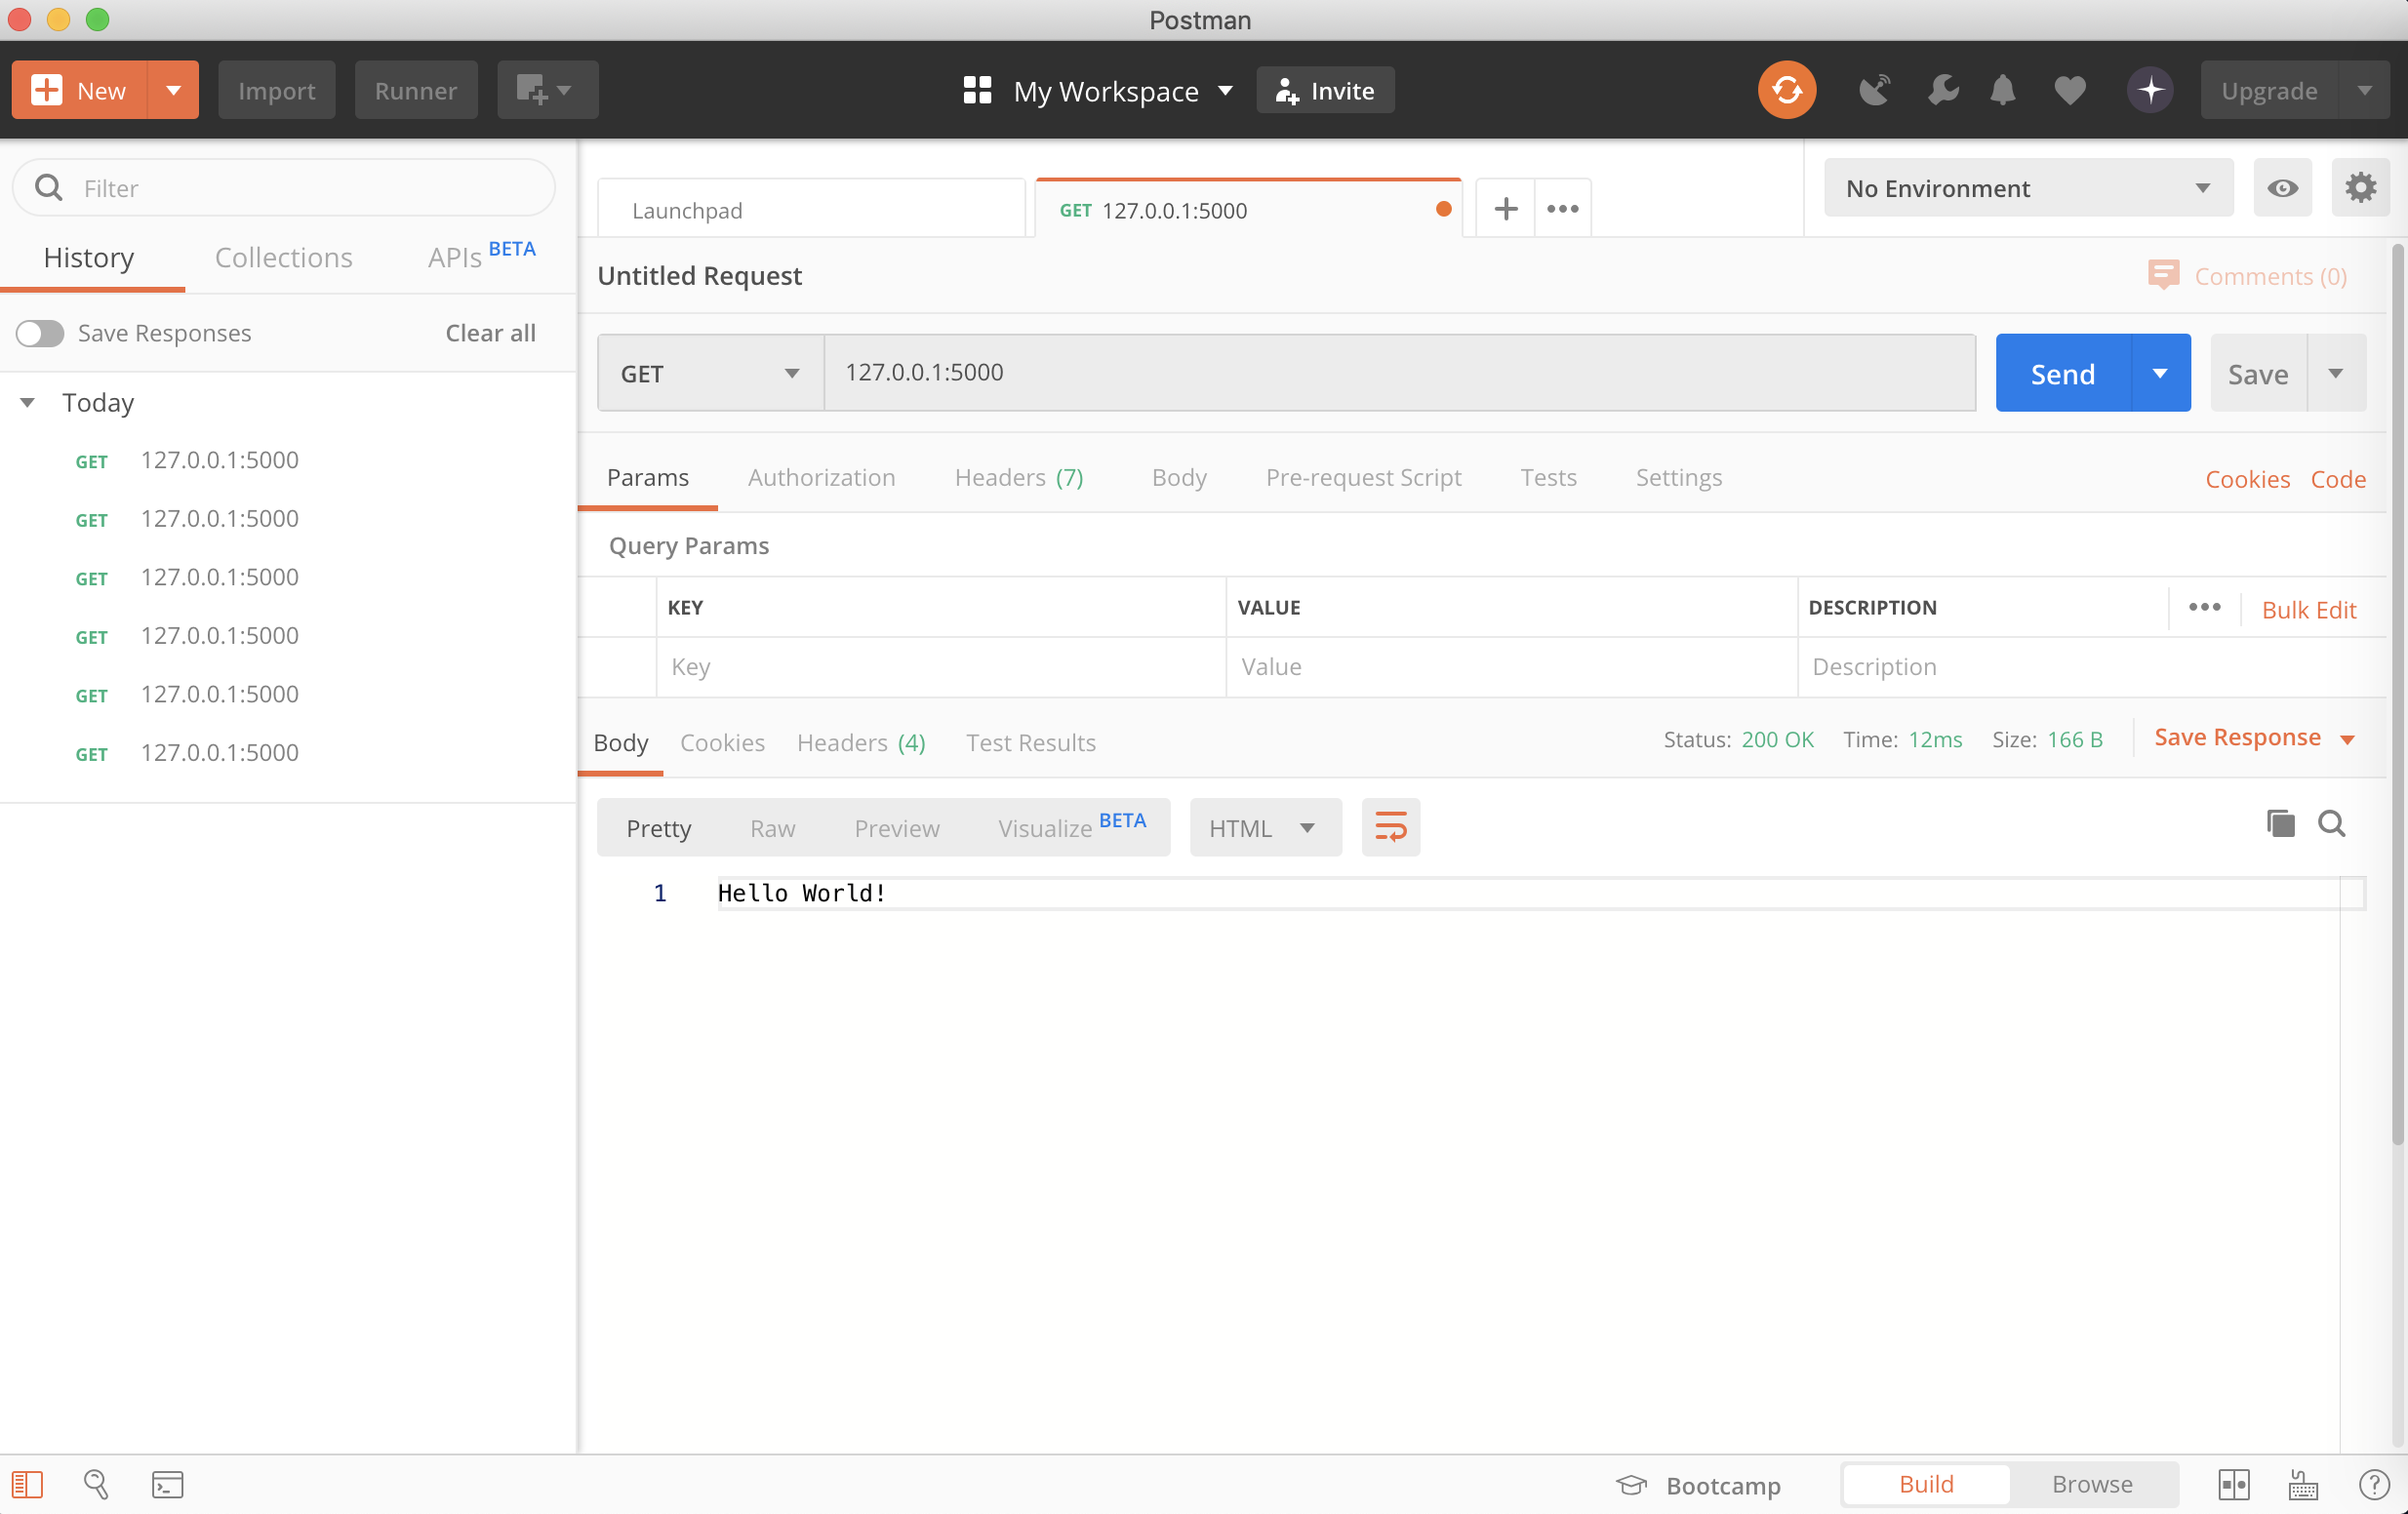 Postman
New Import Runner My Workspace Invite Upgrade
Filter
History Collections APIs BETA
Save Responses Clear all
Today
GET 127.0.0.1:5000
GET 127.0.0.1:5000
GET 127.0.0.1:5000
GET 127.0.0.1:5000
GET 127.0.0.1:5000
GET 127.0.0.1:5000
Launchpad GET 127.0.0.1:5000 No Environment
Untitled Request Comments (0)
GET 127.0.0.1:5000 Send Save
Params Authorization Headers (7) Body Pre-request Script Tests Settings Cookies Code
Query Params
KEY VALUE DESCRIPTION Bulk Edit
Key Value Description
Body Cookies Headers (4) Test Results Status: 200 OK Time: 12ms Size: 166 B Save Response
Pretty Raw Preview Visualize BETA HTML
1 Hello World!
Bootcamp Build Browse